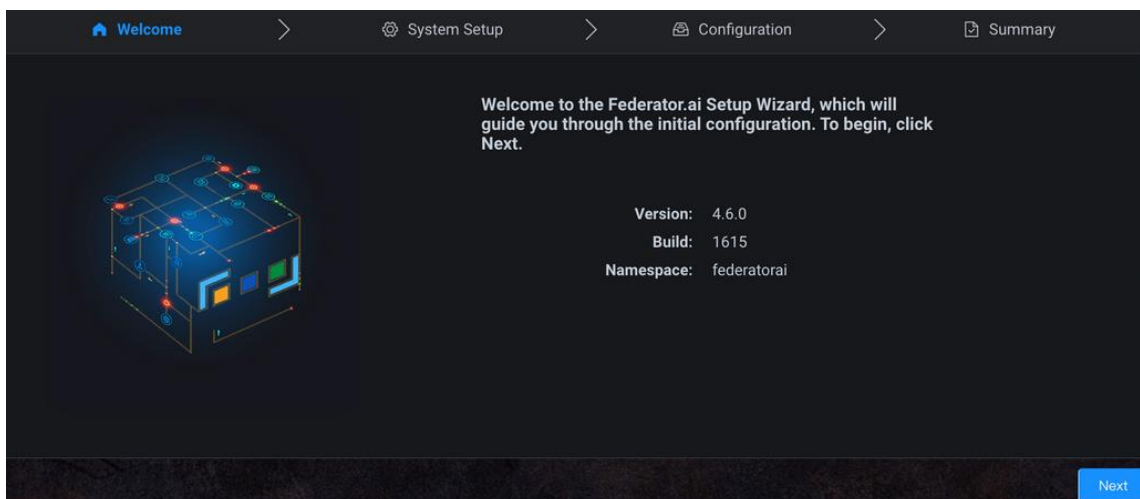 Welcome
System Setup
Configuration
Summary
Welcome to the Federator.ai Setup Wizard, which will
guide you through the initial configuration. To begin, click
Next.
Version: 4.6.0
Build: 1615
Namespace: federatorai
Next